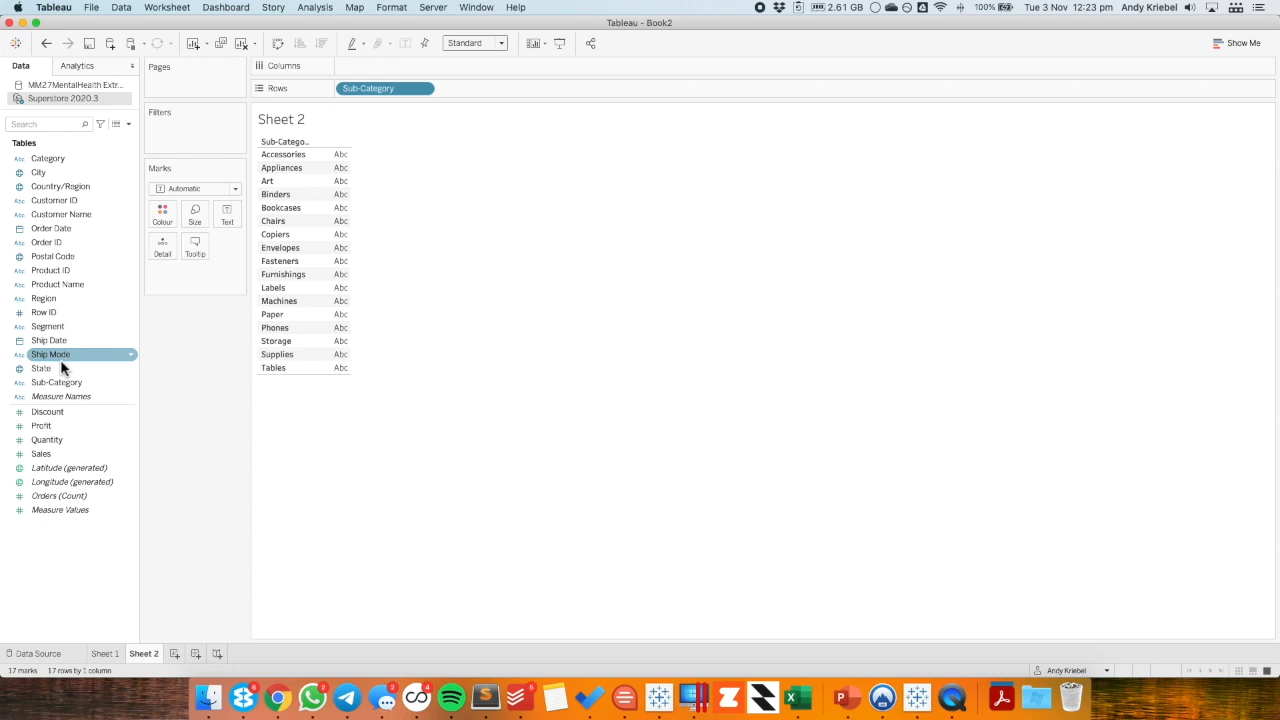 Tableau File Data Worksheet Dashboard Story Analysis Map Format Server Window Help 2.61 GB 100% Tue 3 Nov 12:23 pm Andy Kriebel
Tableau - Book2
Standard Show Me
Data Analytics Pages Columns
MM27MentalHealth Extr...
Superstore 2020.3
Rows Sub-Category
Filters
Search
Sheet 2
Tables
Category
City
Country/Region
Customer ID
Customer Name
Order Date
Order ID
Postal Code
Product ID
Product Name
Region
Row ID
Segment
Ship Date
Ship Mode
State
Sub-Category
Measure Names
Discount
Profit
Quantity
Sales
Latitude (generated)
Longitude (generated)
Orders (Count)
Measure Values
Marks
Automatic
Colour Size Text
Detail Tooltip
Sub-Catego..
Accessories Abc
Appliances Abc
Art Abc
Binders Abc
Bookcases Abc
Chairs Abc
Copiers Abc
Envelopes Abc
Fasteners Abc
Furnishings Abc
Labels Abc
Machines Abc
Paper Abc
Phones Abc
Storage Abc
Supplies Abc
Tables Abc
Data Source Sheet 1 Sheet 2
17 marks 17 rows by 1 column Andy Kriebel